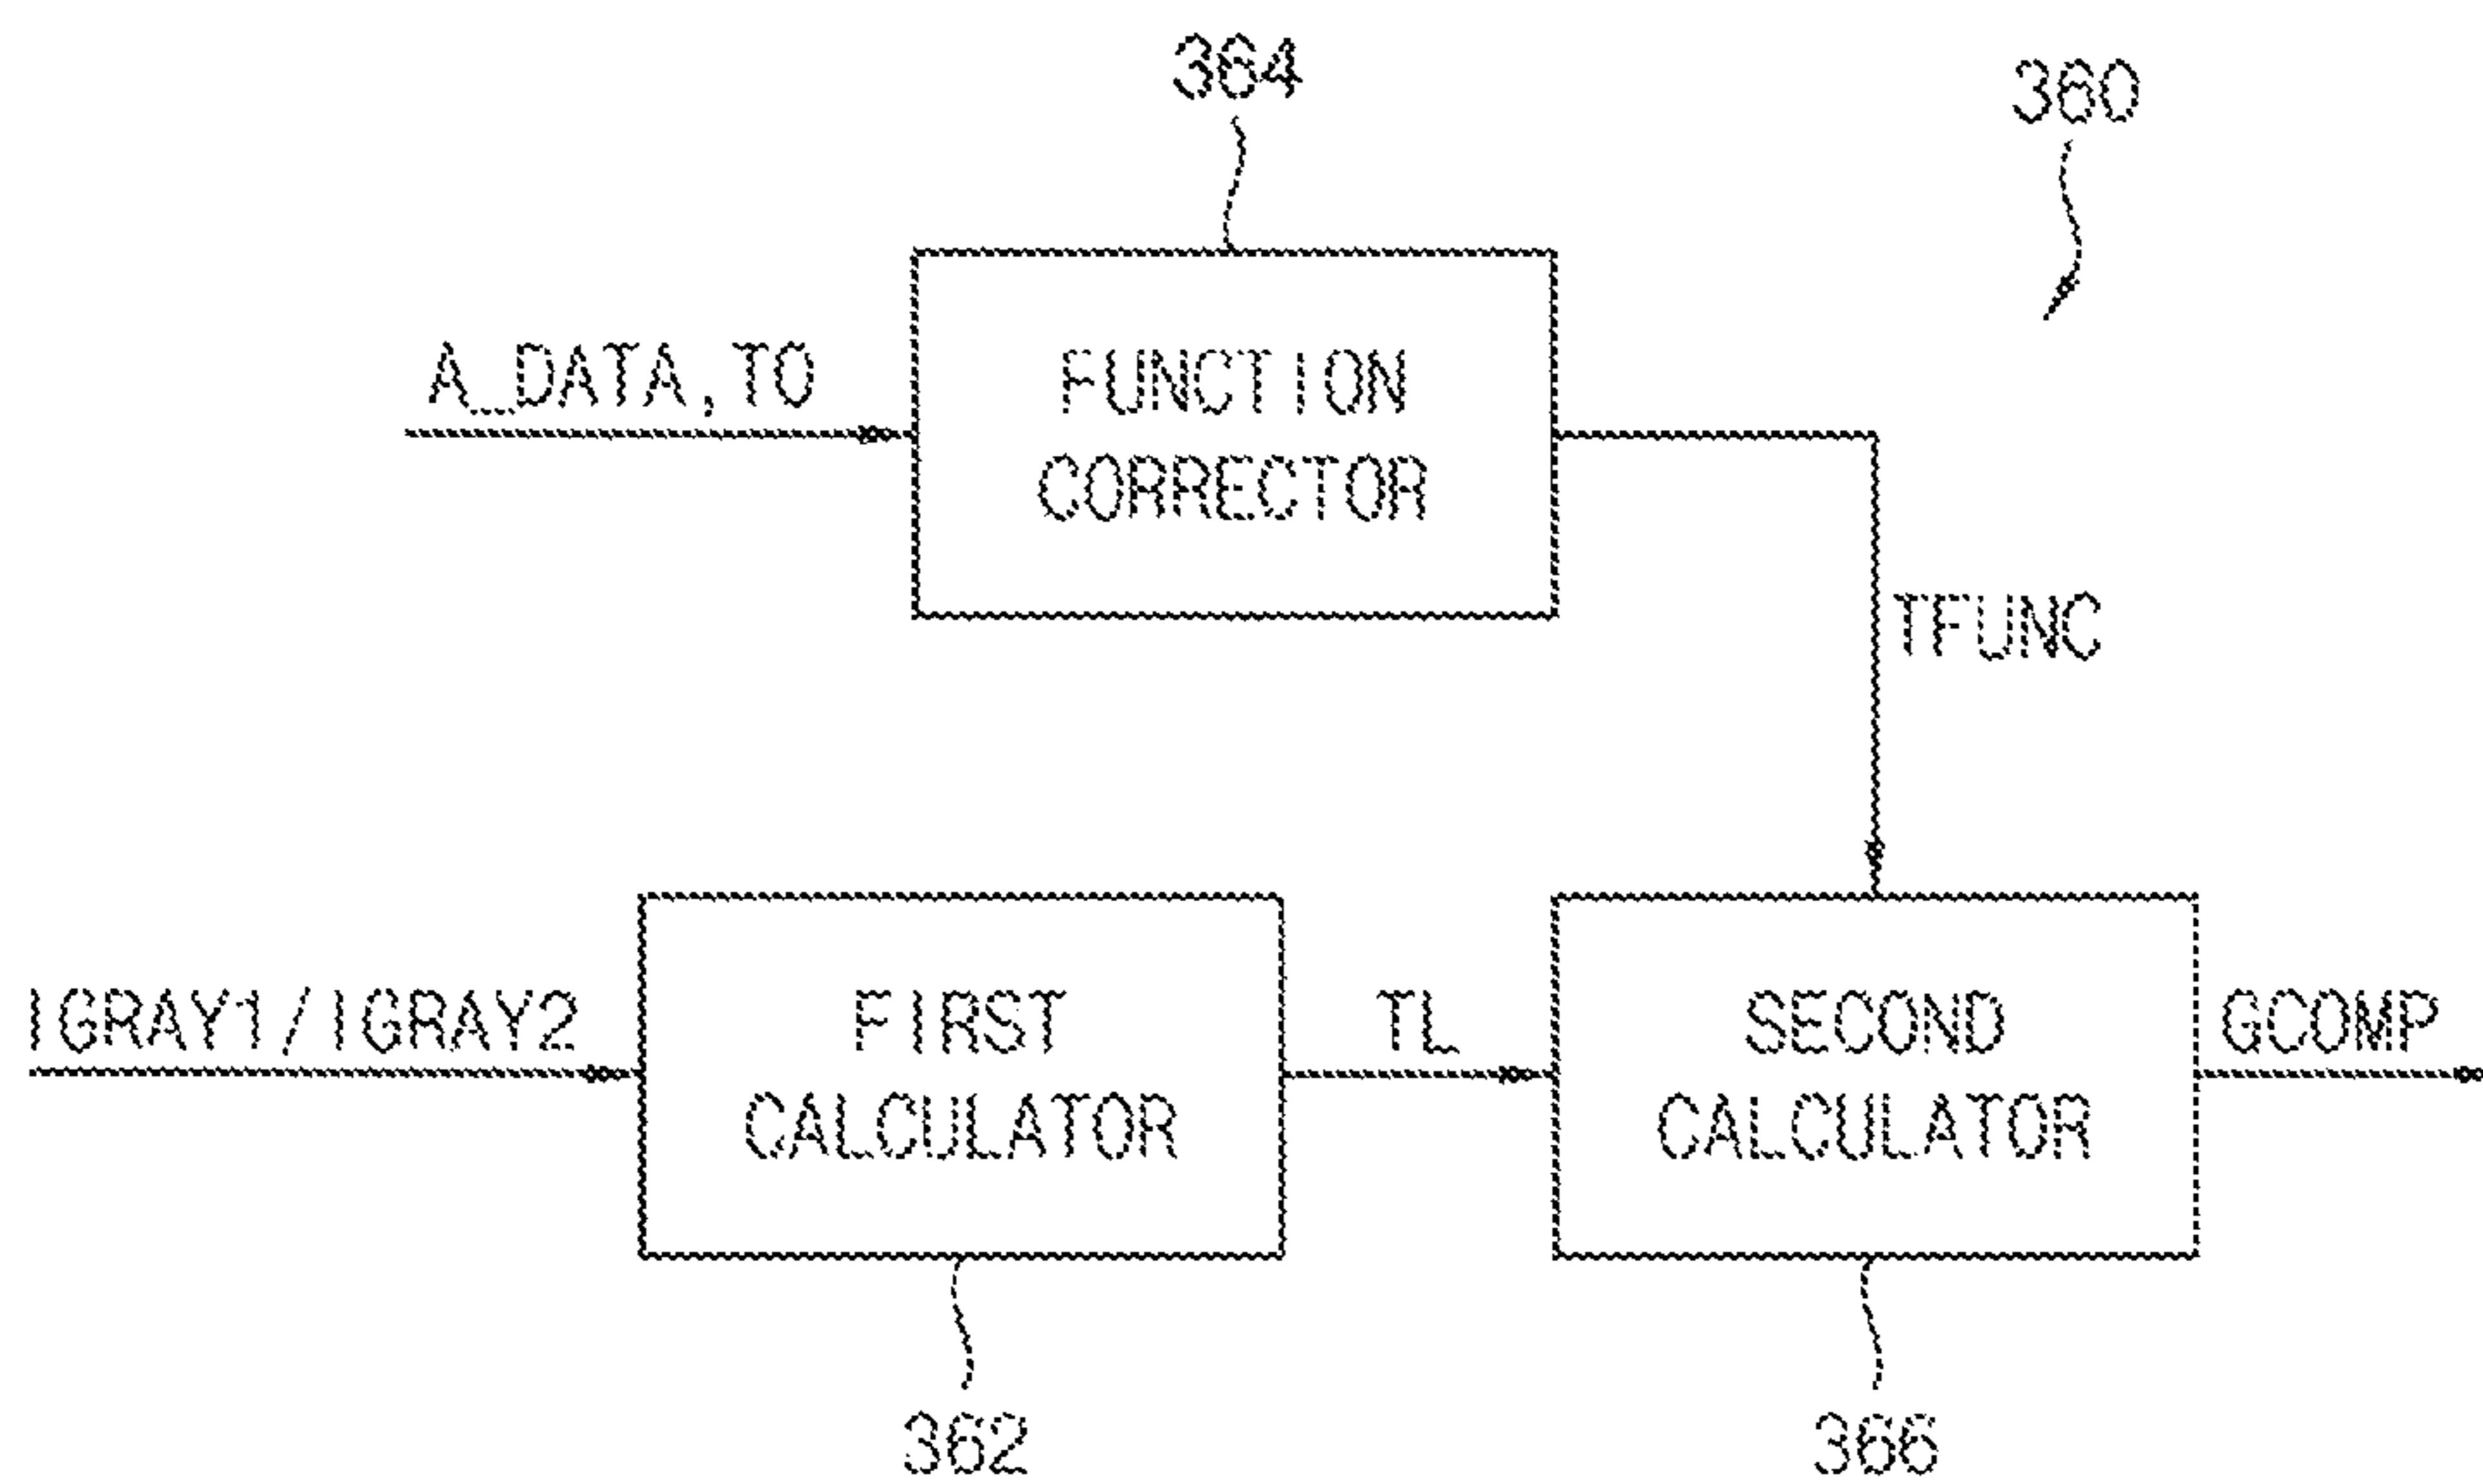 364
360
A_DATA,TO
FUNCTION
CORRECTOR
TFUNC
IGRAY1/IGRAY2
FIRST
CALCULATOR
TL
SECOND
CALCULATOR
GCOMP
362
366